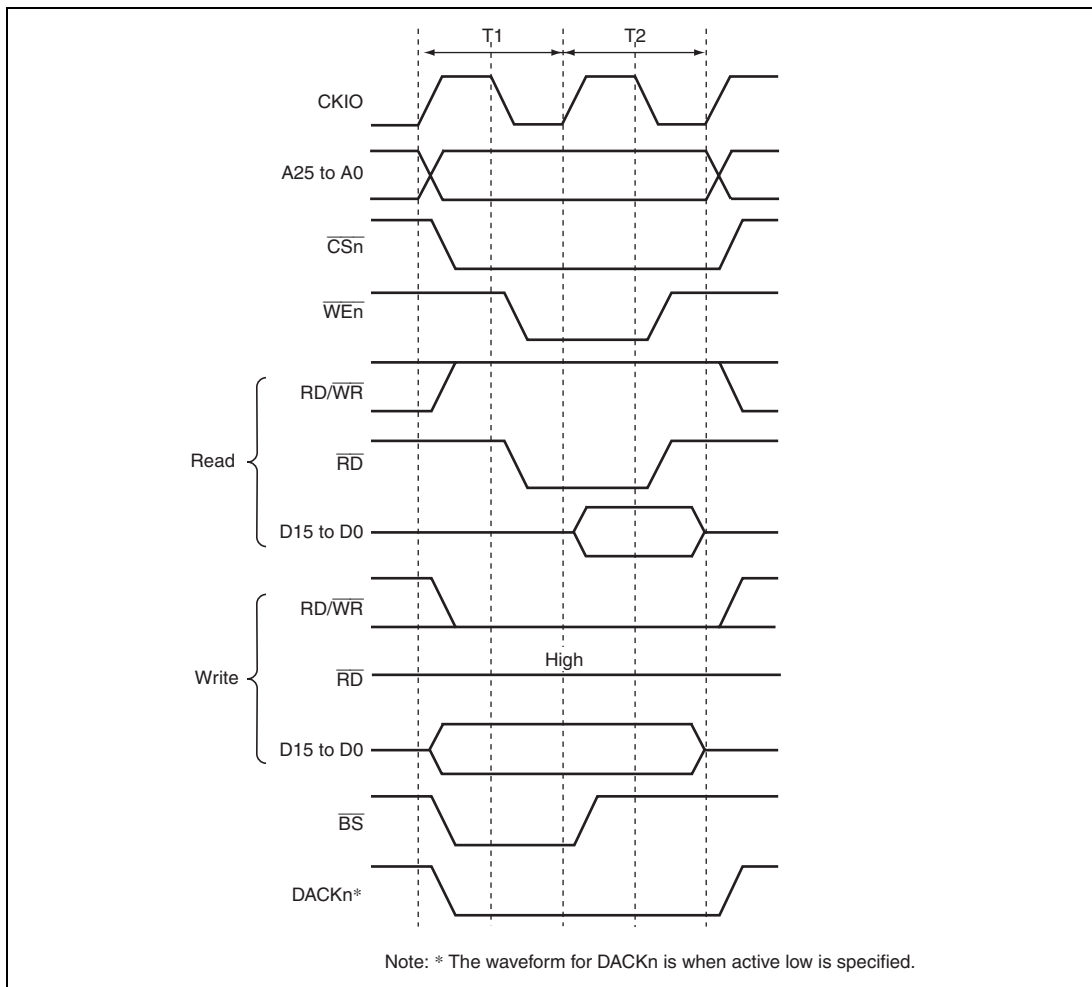 T1 T2
CKIO
A25 to A0
CSn
WEn
RD/WR
RD
Read
D15 to D0
RD/WR
High
RD
Write
D15 to D0
BS
DACKn*
Note: * The waveform for DACKn is when active low is specified.